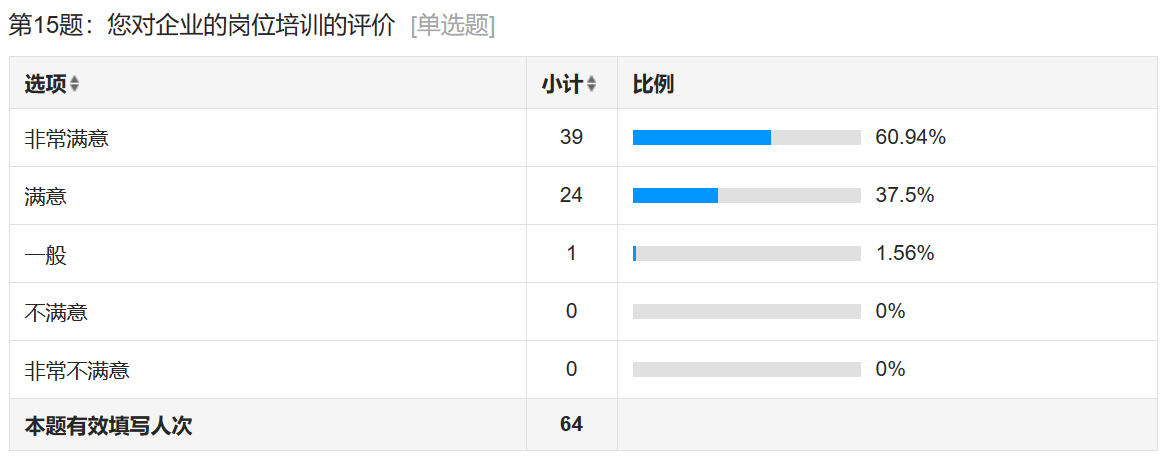 第15题：您对企业的岗位培训的评价 [单选题]
选项 小计 比例
非常满意 39 60.94%
满意 24 37.5%
一般 1 1.56%
不满意 0 0%
非常不满意 0 0%
本题有效填写人次 64